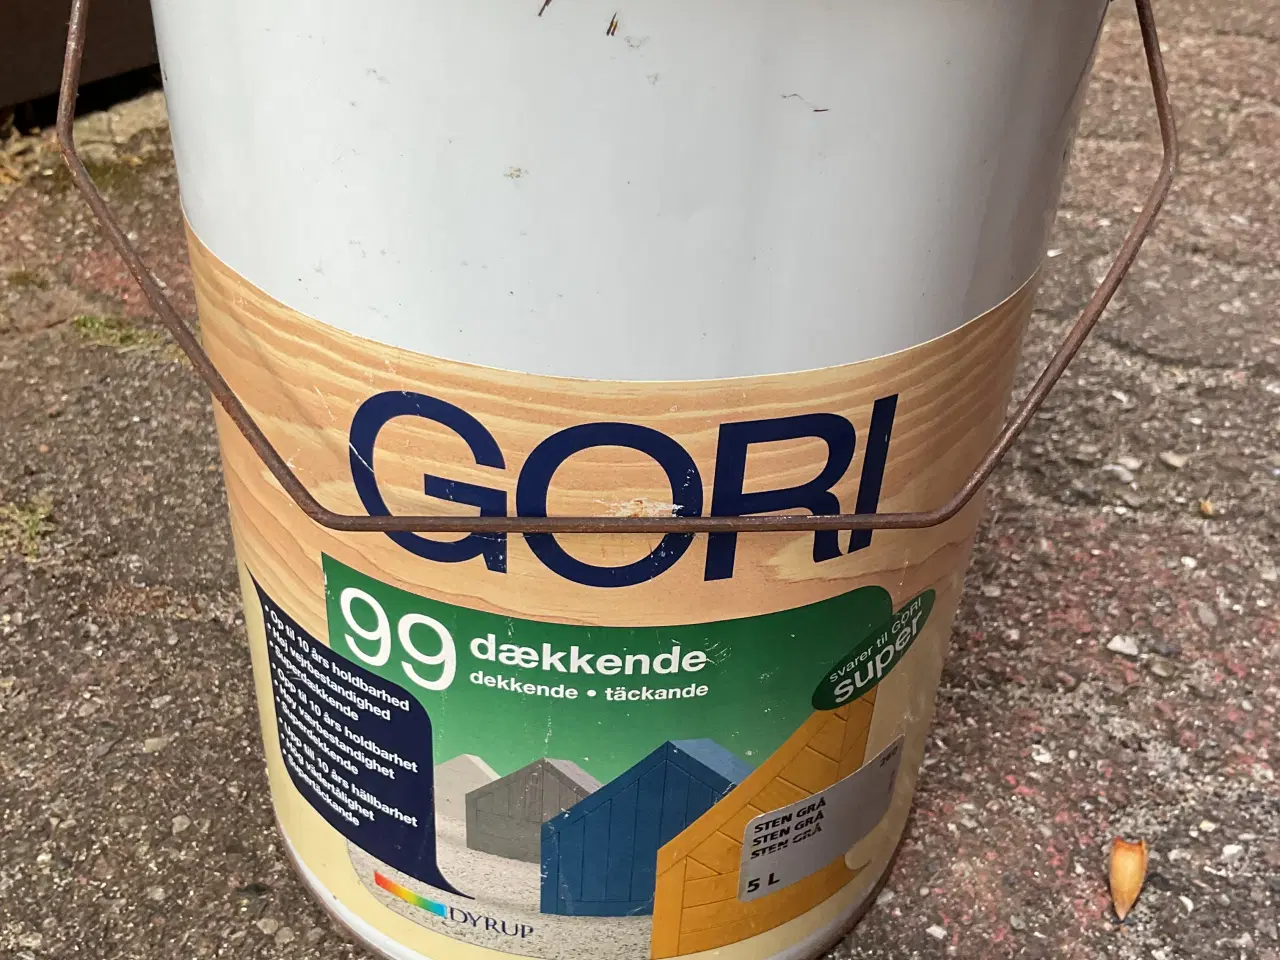 GORI
99 dækkende
dekkende • täckande
svarer til GORI
super
• Op til 10 års holdbarhed
• Høj vejrbestandighed
• Superdækkende
• Opp til 10 års holdbarhet
• Høy værbestandighet
• Superdekkende
• Upp till 10 års hållbarhet
• Hög vädertålighet
• Supertäckande
STEN GRÅ
STEN GRÅ
STEN GRÅ
5 L
DYRUP